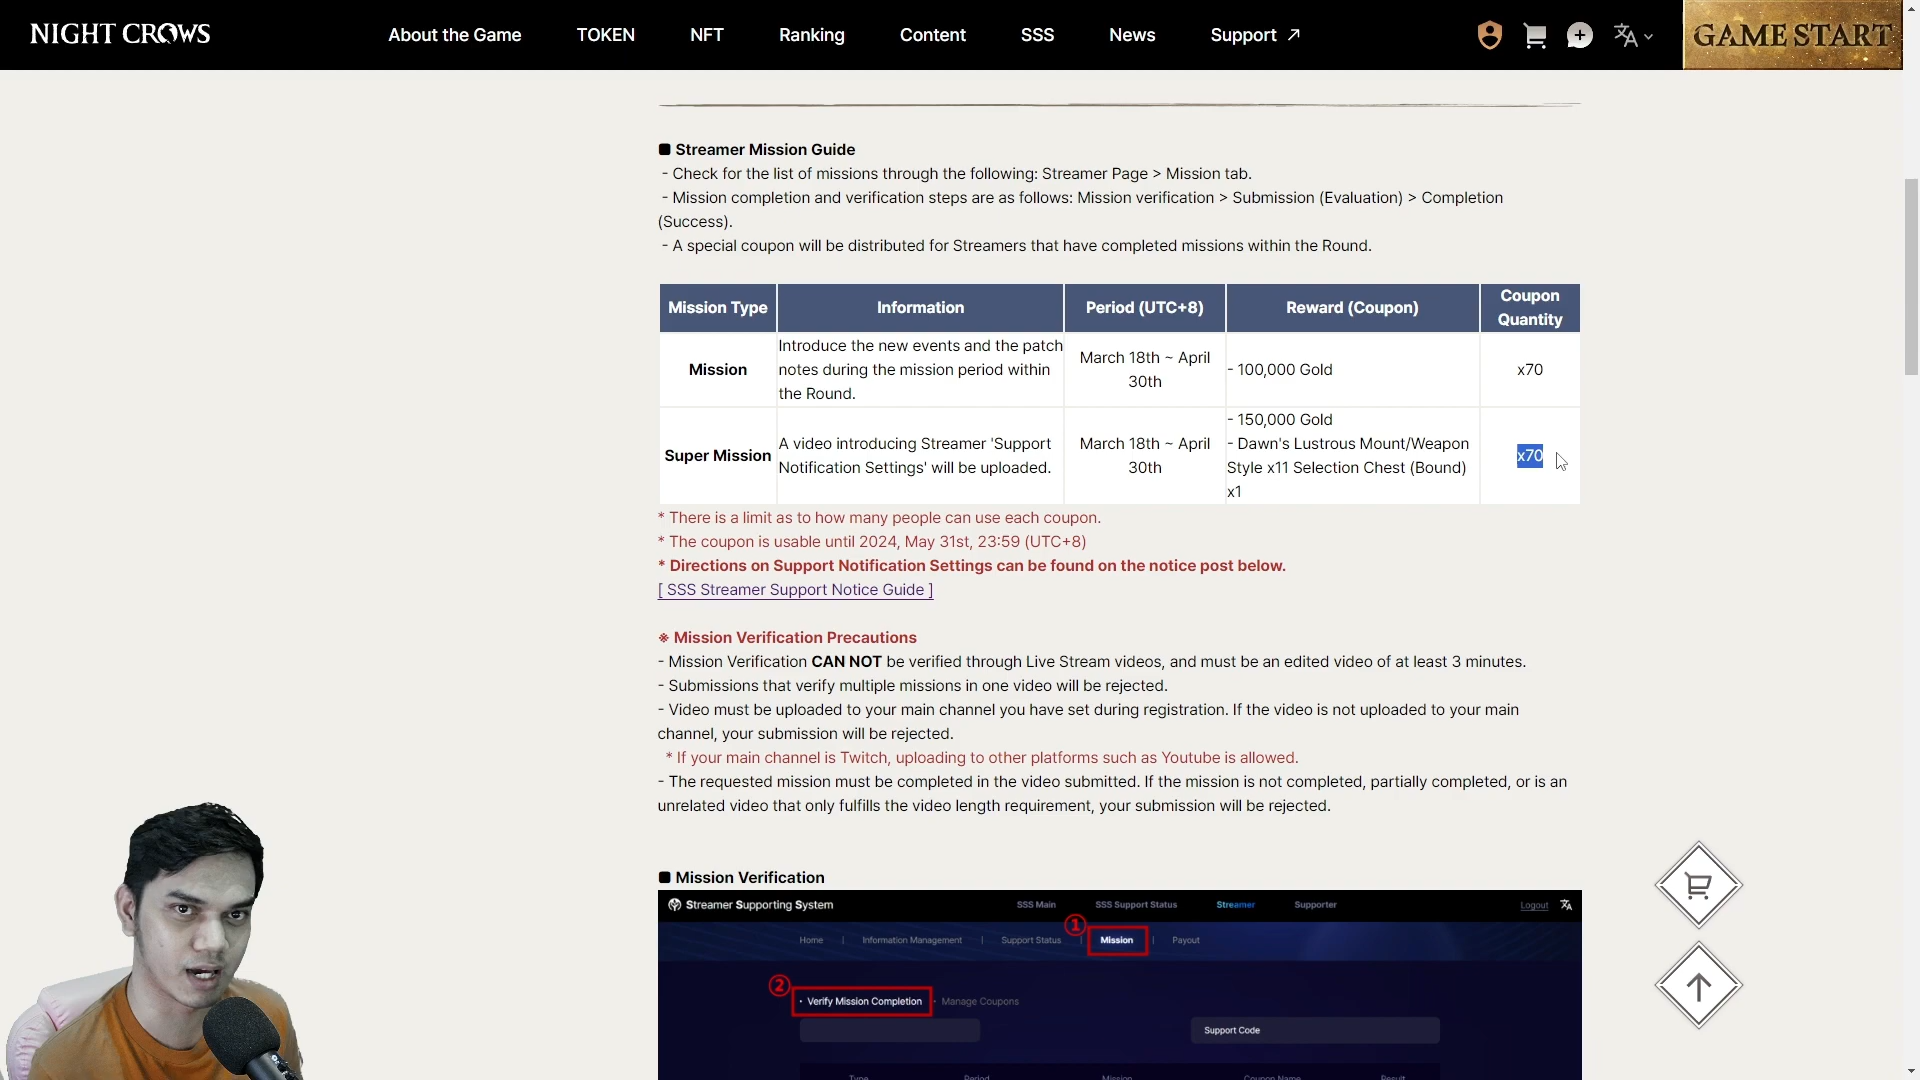 NIGHT CROWS
About the Game
TOKEN
NFT
Ranking
Content
SSS
News
Support
GAME START
Streamer Mission Guide
- Check for the list of missions through the following: Streamer Page > Mission tab.
- Mission completion and verification steps are as follows: Mission verification > Submission (Evaluation) > Completion
(Success).
- A special coupon will be distributed for Streamers that have completed missions within the Round.
Mission Type
Information
Period (UTC+8)
Reward (Coupon)
Coupon
Quantity
Mission
Introduce the new events and the patch
notes during the mission period within
the Round.
March 18th ~ April
30th
- 100,000 Gold
x70
Super Mission
A video introducing Streamer 'Support
Notification Settings' will be uploaded.
March 18th ~ April
30th
- 150,000 Gold
- Dawn's Lustrous Mount/Weapon
Style x11 Selection Chest (Bound)
x1
x70
* There is a limit as to how many people can use each coupon.
* The coupon is usable until 2024, May 31st, 23:59 (UTC+8)
* Directions on Support Notification Settings can be found on the notice post below.
[ SSS Streamer Support Notice Guide ]
※ Mission Verification Precautions
- Mission Verification CAN NOT be verified through Live Stream videos, and must be an edited video of at least 3 minutes.
- Submissions that verify multiple missions in one video will be rejected.
- Video must be uploaded to your main channel you have set during registration. If the video is not uploaded to your main
channel, your submission will be rejected.
* If your main channel is Twitch, uploading to other platforms such as Youtube is allowed.
- The requested mission must be completed in the video submitted. If the mission is not completed, partially completed, or is an
unrelated video that only fulfills the video length requirement, your submission will be rejected.
Mission Verification
Streamer Supporting System
SSS Main
SSS Support Status
Streamer
Supporter
Logout
Home
Information Management
Support Status
①
Mission
Payout
②
Verify Mission Completion
Manage Coupons
Support Code
Type
Period
Mission
Coupon Name
Result